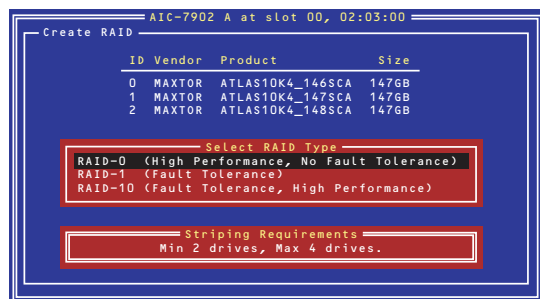 AIC-7902 A at slot 00, 02:03:00
Create RAID
ID Vendor Product Size
0 MAXTOR ATLAS10K4_146SCA 147GB
1 MAXTOR ATLAS10K4_147SCA 147GB
2 MAXTOR ATLAS10K4_148SCA 147GB
Select RAID Type
RAID-0 (High Performance, No Fault Tolerance)
RAID-1 (Fault Tolerance)
RAID-10 (Fault Tolerance, High Performance)
Striping Requirements
Min 2 drives, Max 4 drives.